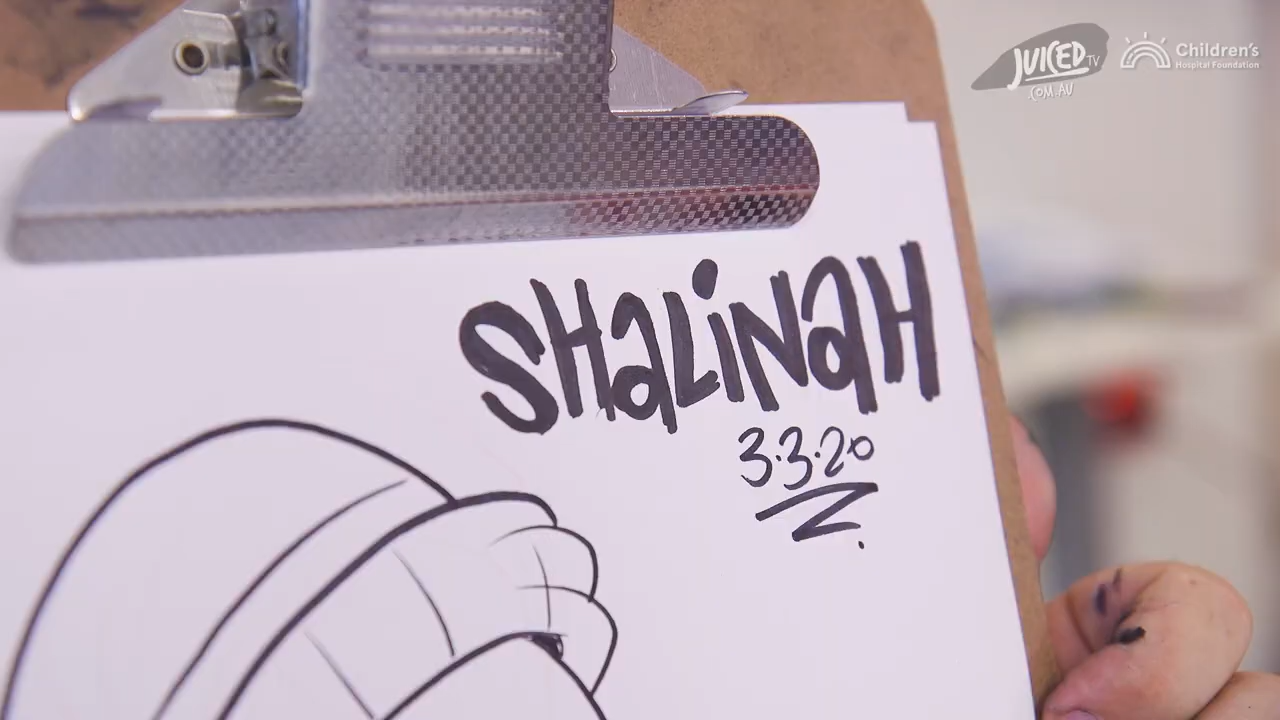 JUICED TV
.COM.AU
Children's
Hospital Foundation
SHaLiNaH
3.3.20